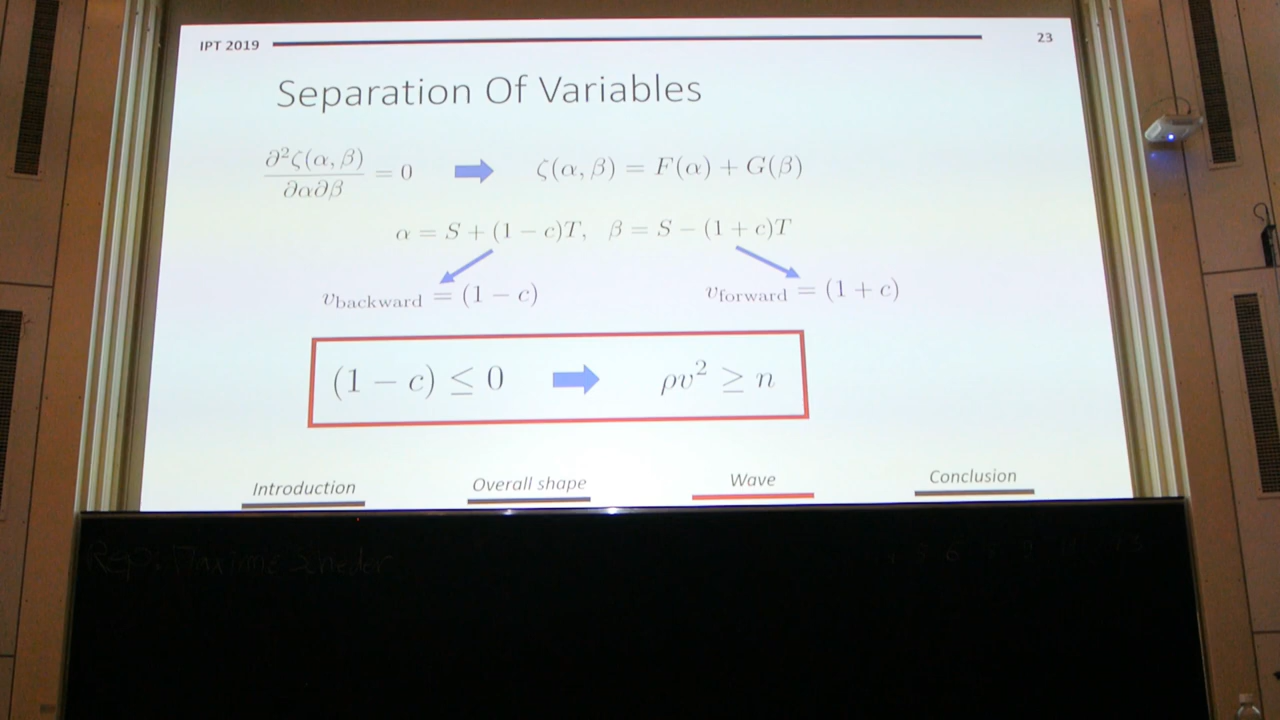 IPT 2019
23
Separation Of Variables
∂²ζ(α, β) / ∂α∂β = 0 ➡ ζ(α, β) = F(α) + G(β)
α = S + (1 − c)T, β = S − (1 + c)T
v_backward = (1 − c) v_forward = (1 + c)
(1 − c) ≤ 0 ➡ ρv² ≥ n
Introduction Overall shape Wave Conclusion